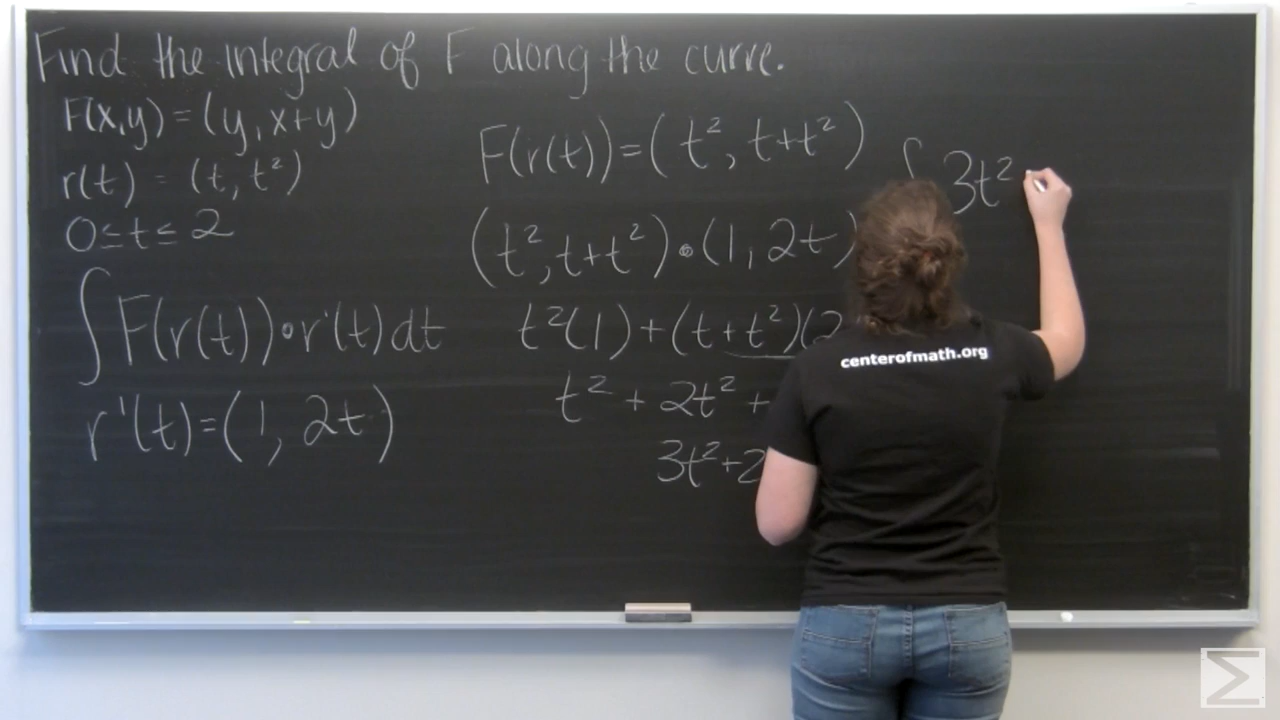 Find the integral of F along the curve.
F(x,y) = (y, x+y)
r(t) = (t, t²)
0 ≤ t ≤ 2
∫ F(r(t)) • r'(t) dt
r'(t) = (1, 2t)
F(r(t)) = (t², t+t²)
(t², t+t²) • (1, 2t)
t²(1) + (t+t²)(2
t² + 2t² +
3t² + 2
∫ 3t²
centerofmath.org
Σ